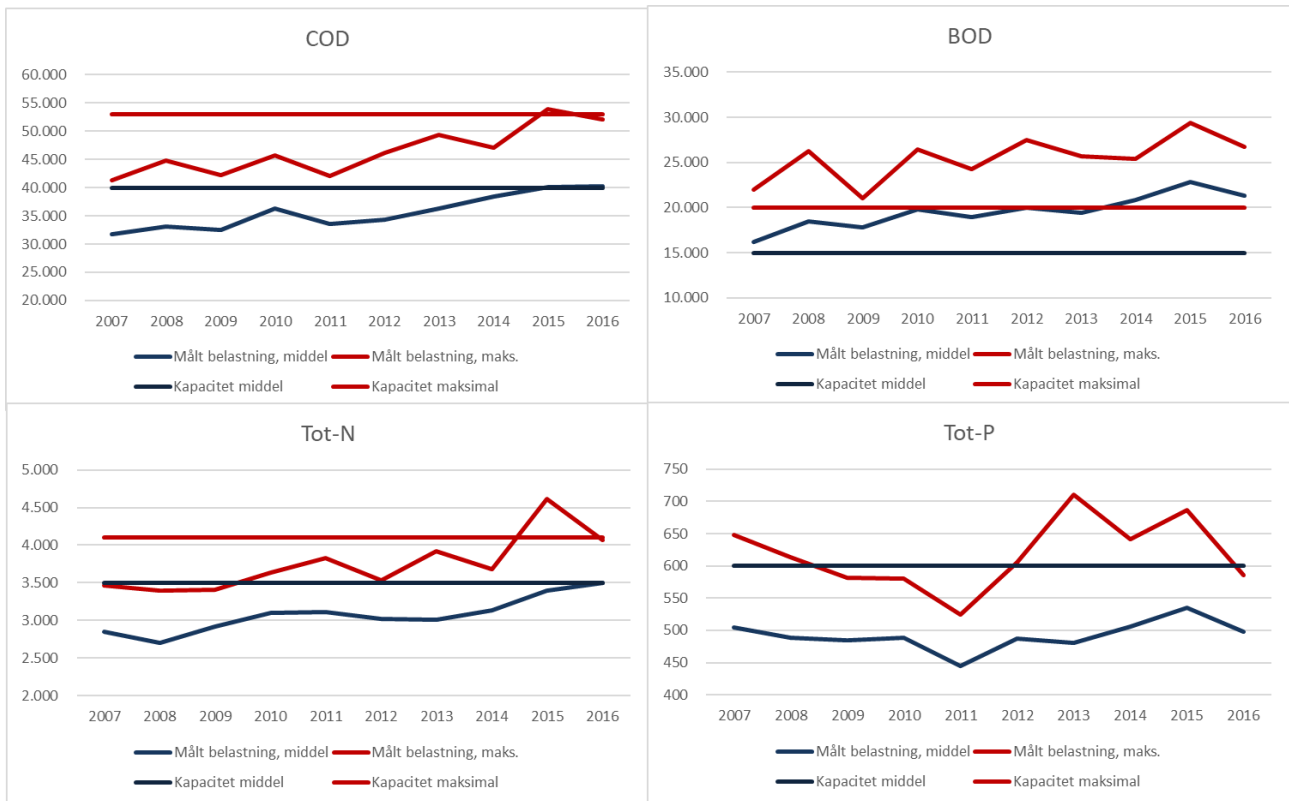 COD
60.000
55.000
50.000
45.000
40.000
35.000
30.000
25.000
20.000
2007 2008 2009 2010 2011 2012 2013 2014 2015 2016
Målt belastning, middel Målt belastning, maks.
Kapacitet middel Kapacitet maksimal
BOD
35.000
30.000
25.000
20.000
15.000
10.000
2007 2008 2009 2010 2011 2012 2013 2014 2015 2016
Målt belastning, middel Målt belastning, maks.
Kapacitet middel Kapacitet maksimal
Tot-N
5.000
4.500
4.000
3.500
3.000
2.500
2.000
2007 2008 2009 2010 2011 2012 2013 2014 2015 2016
Målt belastning, middel Målt belastning, maks.
Kapacitet middel Kapacitet maksimal
Tot-P
750
700
650
600
550
500
450
400
2007 2008 2009 2010 2011 2012 2013 2014 2015 2016
Målt belastning, middel Målt belastning, maks.
Kapacitet middel Kapacitet maksimal